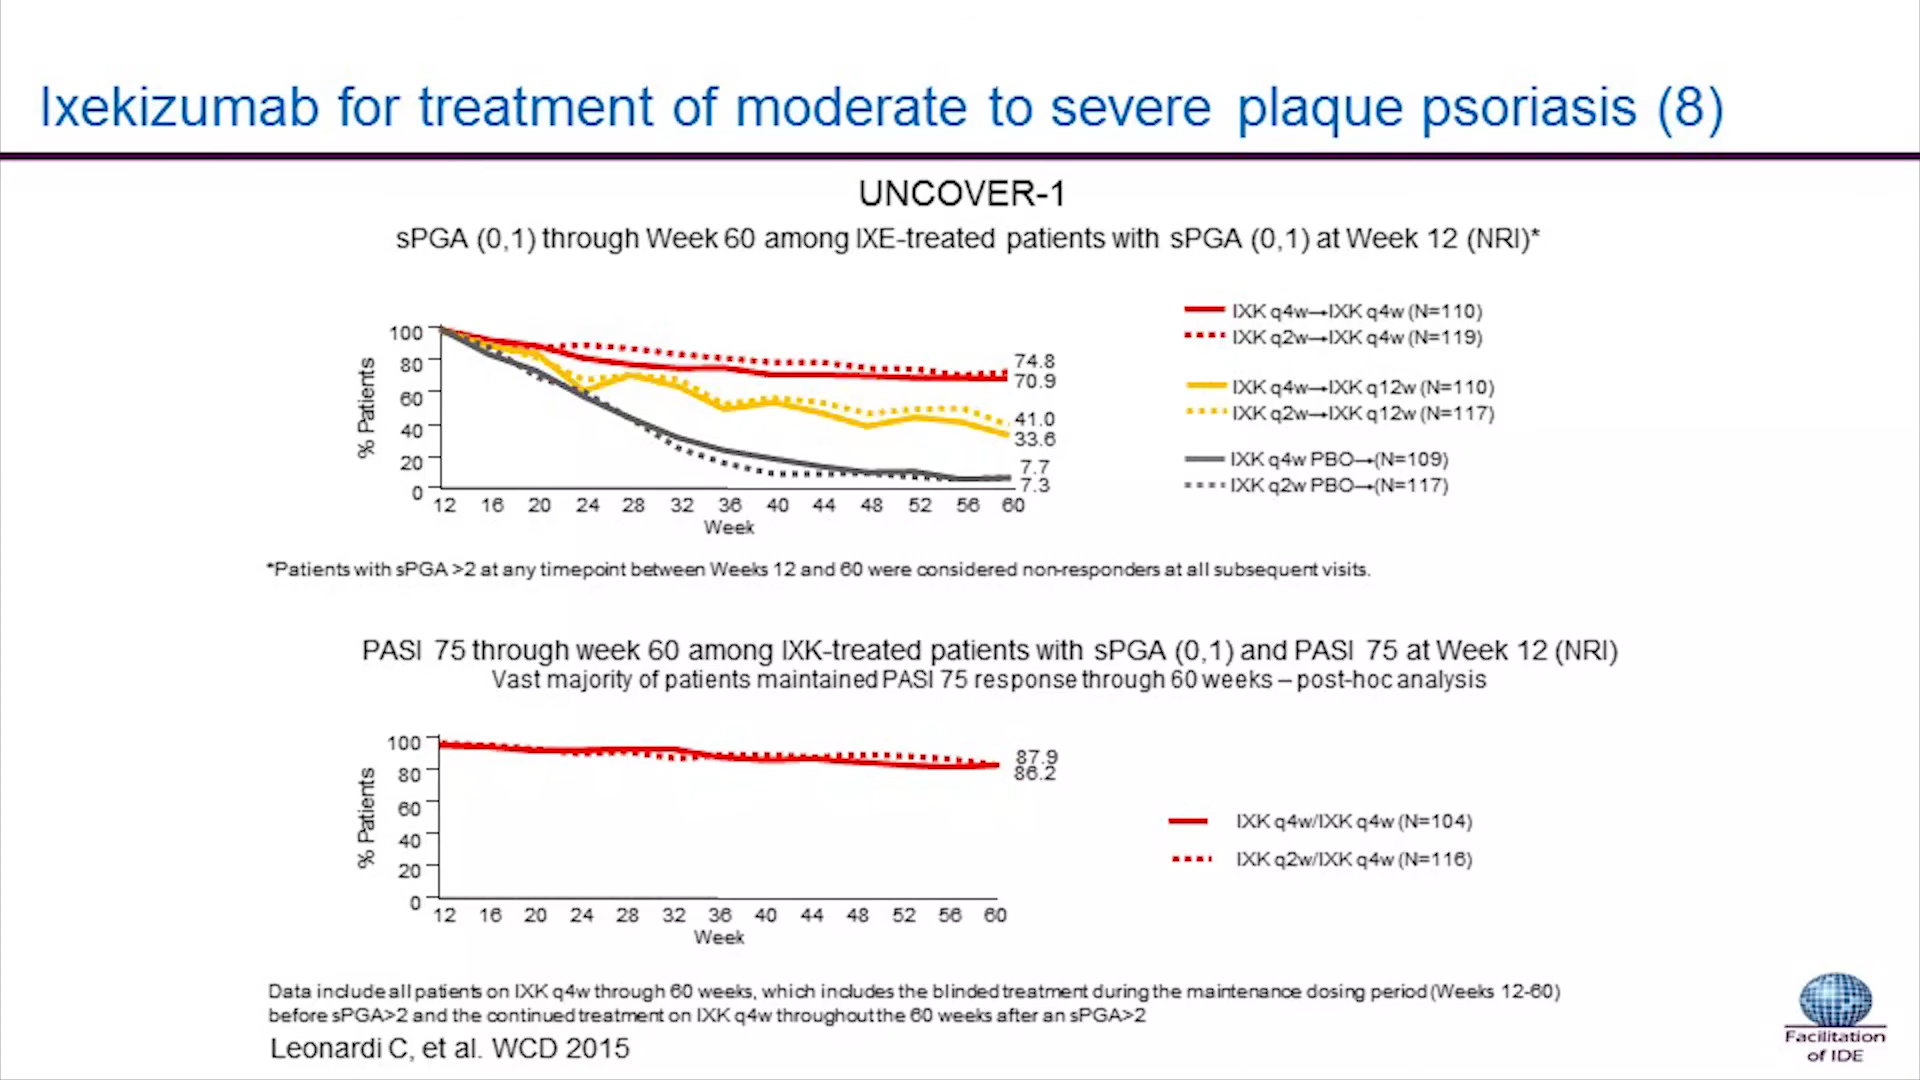 Ixekizumab for treatment of moderate to severe plaque psoriasis (8)
UNCOVER-1
sPGA (0,1) through Week 60 among IXE-treated patients with sPGA (0,1) at Week 12 (NRI)*
100
80
60
40
20
0
% Patients
12 16 20 24 28 32 36 40 44 48 52 56 60
Week
74.8
70.9
41.0
33.6
7.7
7.3
IXK q4w→IXK q4w (N=110)
IXK q2w→IXK q4w (N=119)
IXK q4w→IXK q12w (N=110)
IXK q2w→IXK q12w (N=117)
IXK q4w PBO→(N=109)
IXK q2w PBO→(N=117)
*Patients with sPGA >2 at any timepoint between Weeks 12 and 60 were considered non-responders at all subsequent visits.
PASI 75 through week 60 among IXK-treated patients with sPGA (0,1) and PASI 75 at Week 12 (NRI)
Vast majority of patients maintained PASI 75 response through 60 weeks – post-hoc analysis
100
80
60
40
20
0
% Patients
12 16 20 24 28 32 36 40 44 48 52 56 60
Week
87.9
86.2
IXK q4w/IXK q4w (N=104)
IXK q2w/IXK q4w (N=116)
Data include all patients on IXK q4w through 60 weeks, which includes the blinded treatment during the maintenance dosing period (Weeks 12-60)
before sPGA>2 and the continued treatment on IXK q4w throughout the 60 weeks after an sPGA>2
Leonardi C, et al. WCD 2015
Facilitation
of IDE